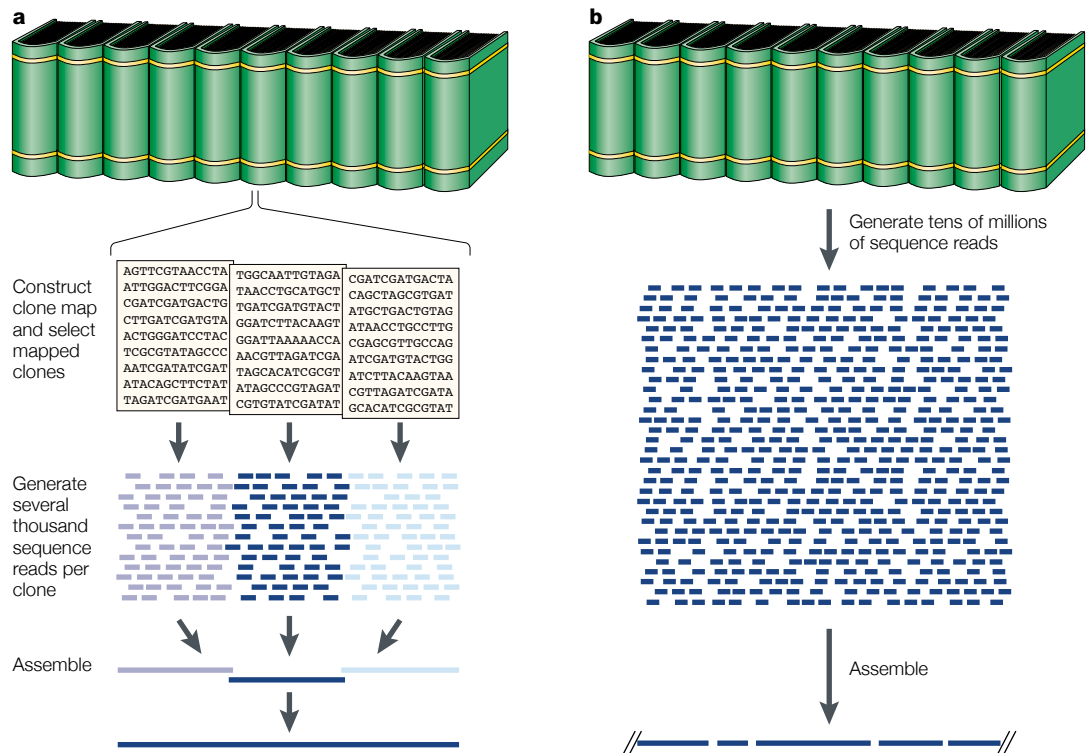 a
Construct
clone map
and select
mapped
clones
AGTTCGTAACCTA
ATTGGACTTCGGA
CGATCGATGACTG
CTTGATCGATGTA
ACTGGGATCCTAC
TCGCGTATAGCCC
AATCGATATCGAT
ATACAGCTTCTAT
TAGATCGATGAAT
TGGCAATTGTAGA
TAACCTGCATGCT
TGATCGATGTACT
GGATCTTACAAGT
GGATTAAAAACCA
AACGTTAGATCGA
TAGCACATCGCGT
ATAGCCCGTAGAT
CGTGTATCGATAT
CGATCGATGACTA
CAGCTAGCGTGAT
ATGCTGACTGTAG
ATAACCTGCCTTG
CGAGCGTTGCCAG
ATCGATGTACTGG
ATCTTACAAGTAA
CGTTAGATCGATA
GCACATCGCGTAT
Generate
several
thousand
sequence
reads per
clone
Assemble
b
Generate tens of millions
of sequence reads
Assemble